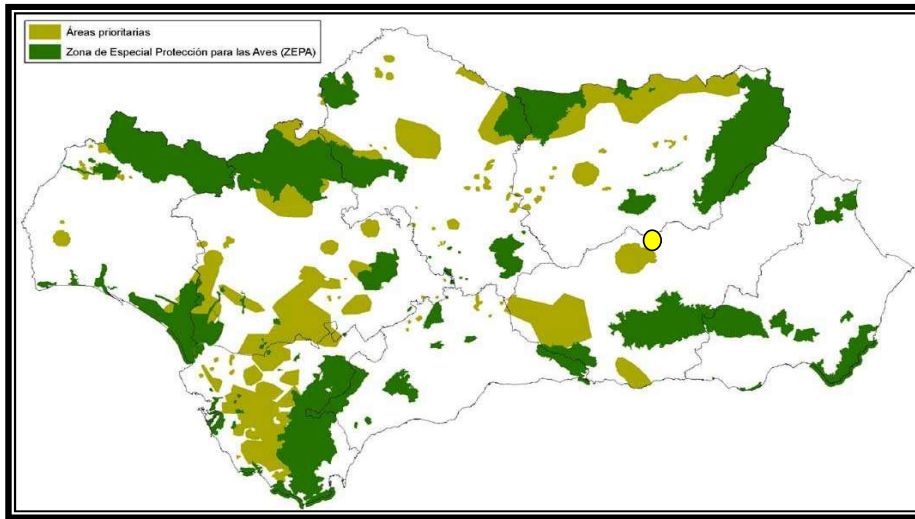 Áreas prioritarias
Zona de Especial Protección para las Aves (ZEPA)